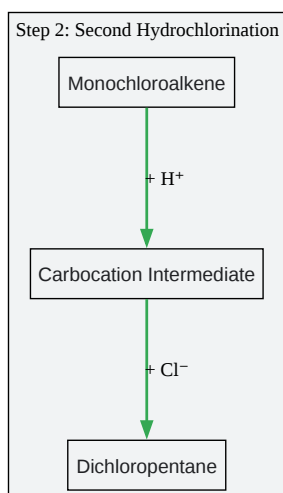 Step 2: Second Hydrochlorination
Monochloroalkene
+ H⁺
Carbocation Intermediate
+ Cl⁻
Dichloropentane